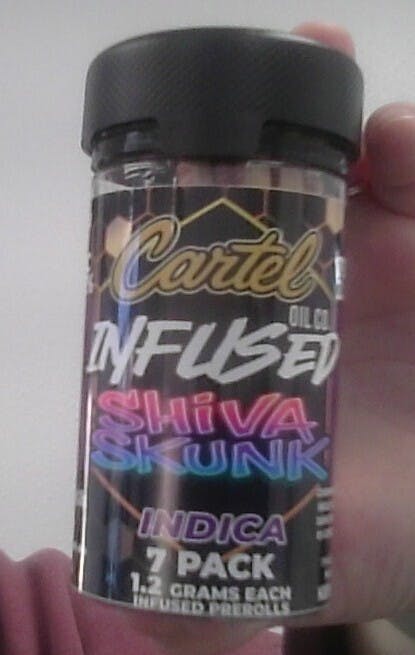 Cartel
OIL CO.
INFUSED
SHiVA
SKUNK
INDICA
7 PACK
1.2 GRAMS EACH
INFUSED PREROLLS